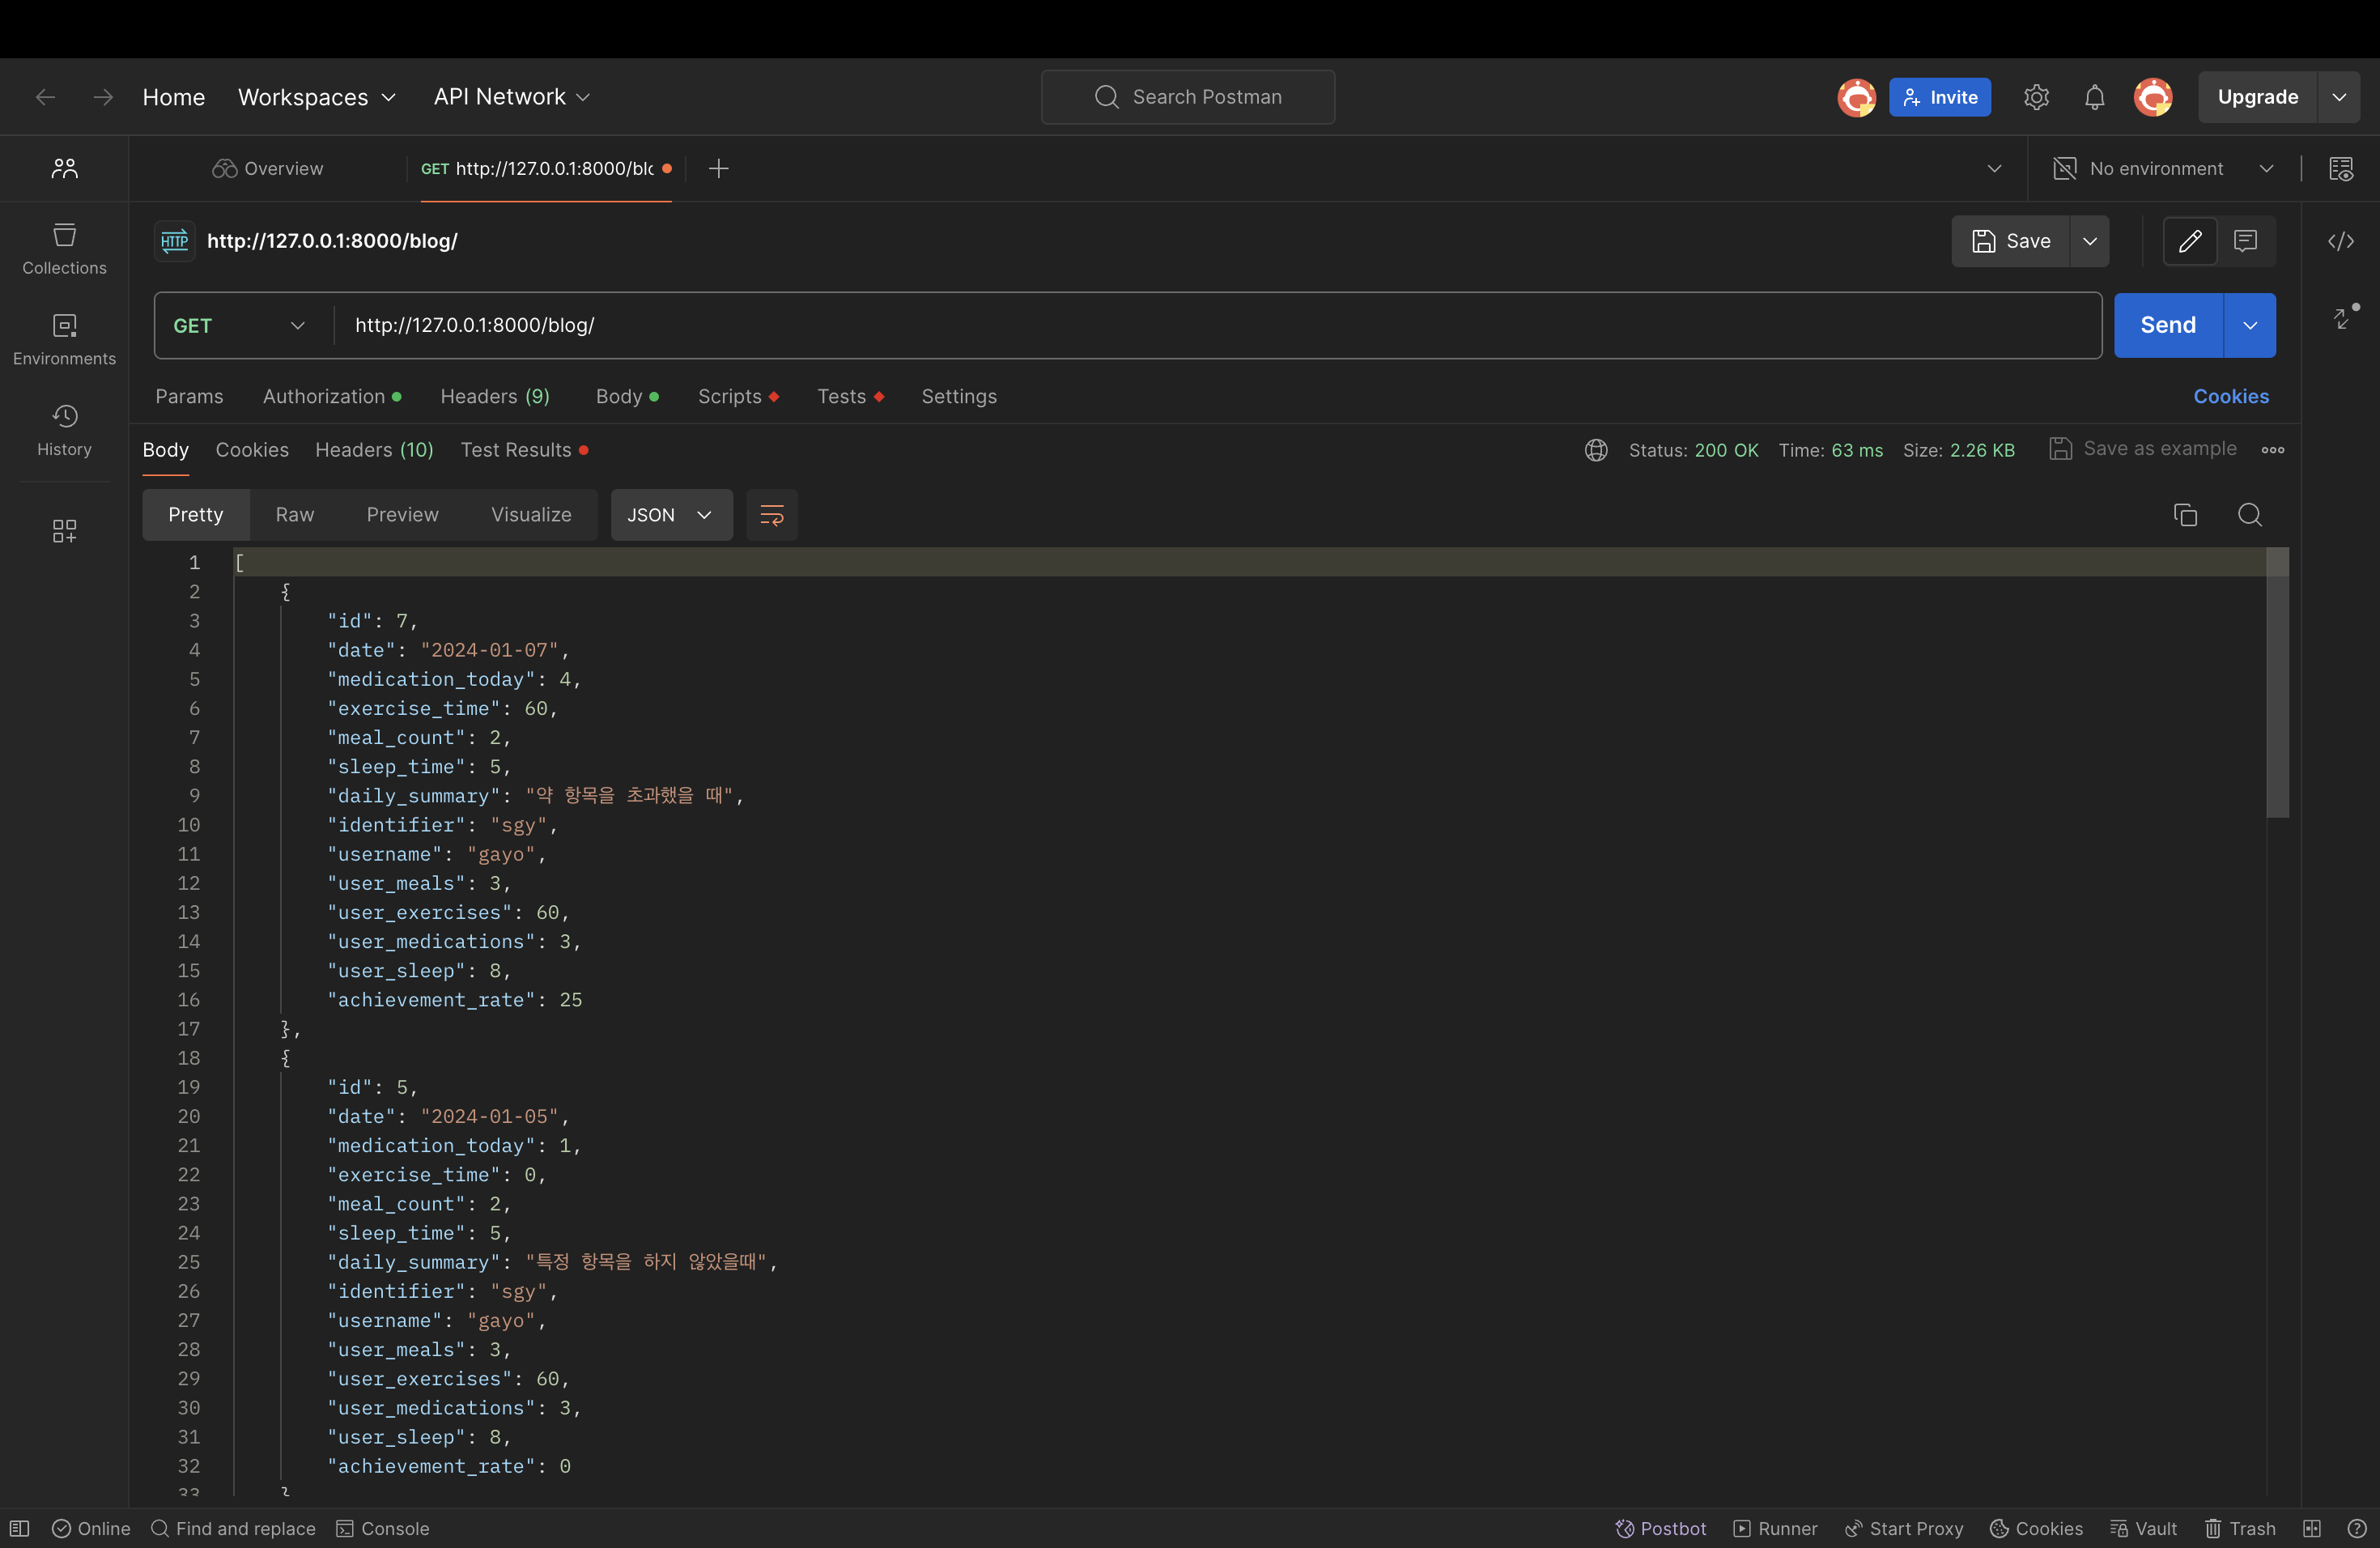 Home Workspaces API Network Search Postman Invite Upgrade
Overview GET http://127.0.0.1:8000/blo No environment
HTTP http://127.0.0.1:8000/blog/ Save
GET http://127.0.0.1:8000/blog/ Send
Params Authorization Headers (9) Body Scripts Tests Settings Cookies
Collections
Environments
History
Body Cookies Headers (10) Test Results Status: 200 OK Time: 63 ms Size: 2.26 KB Save as example
Pretty Raw Preview Visualize JSON
1 [
2 {
3 "id": 7,
4 "date": "2024-01-07",
5 "medication_today": 4,
6 "exercise_time": 60,
7 "meal_count": 2,
8 "sleep_time": 5,
9 "daily_summary": "약 항목을 초과했을 때",
10 "identifier": "sgy",
11 "username": "gayo",
12 "user_meals": 3,
13 "user_exercises": 60,
14 "user_medications": 3,
15 "user_sleep": 8,
16 "achievement_rate": 25
17 },
18 {
19 "id": 5,
20 "date": "2024-01-05",
21 "medication_today": 1,
22 "exercise_time": 0,
23 "meal_count": 2,
24 "sleep_time": 5,
25 "daily_summary": "특정 항목을 하지 않았을때",
26 "identifier": "sgy",
27 "username": "gayo",
28 "user_meals": 3,
29 "user_exercises": 60,
30 "user_medications": 3,
31 "user_sleep": 8,
32 "achievement_rate": 0
33 }
Online Find and replace Console Postbot Runner Start Proxy Cookies Vault Trash